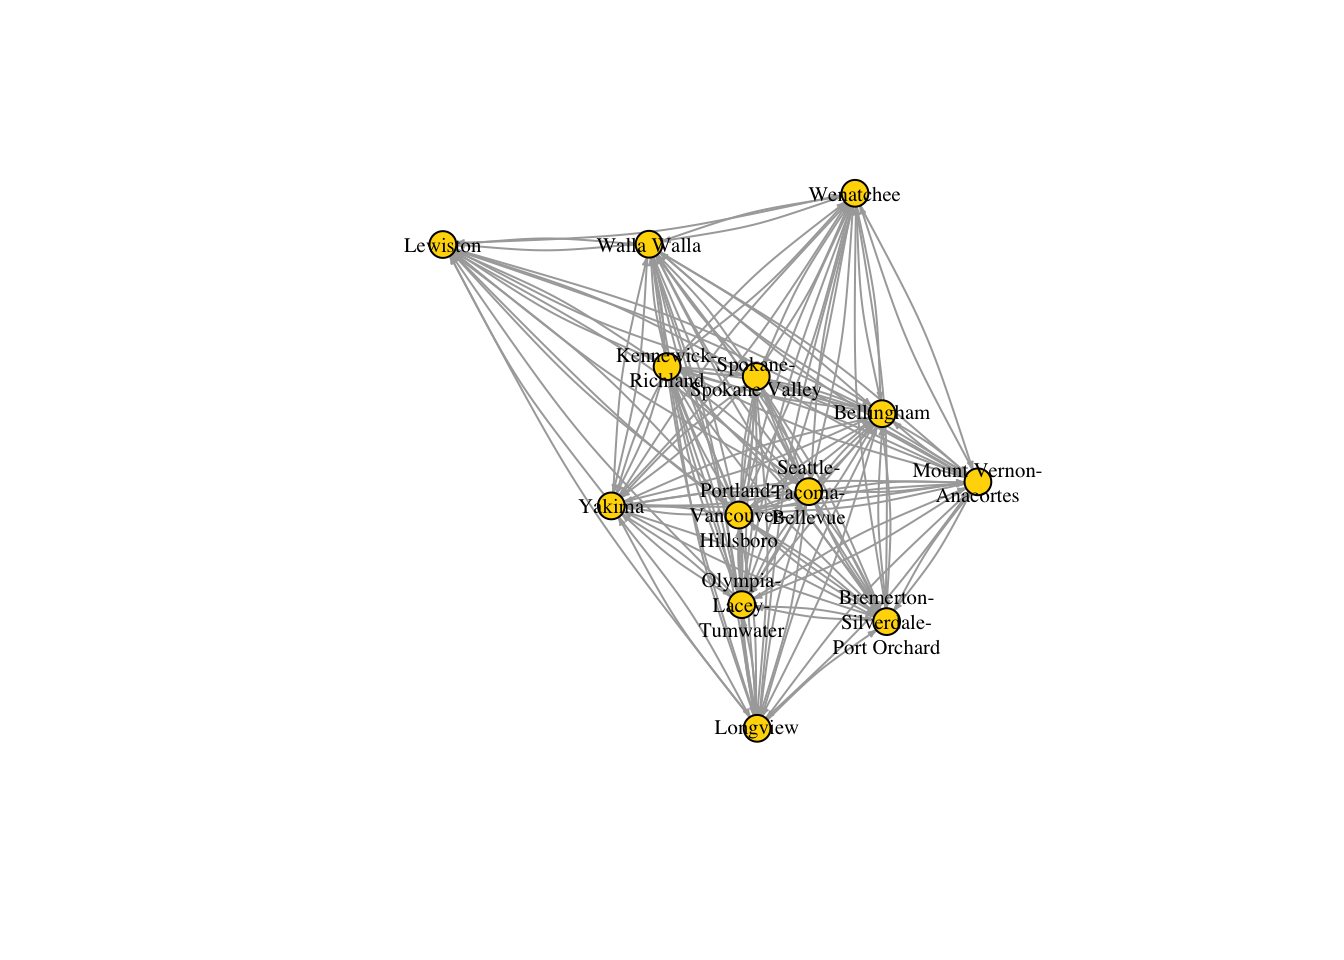 Wenatchee
Lewiston
Walla Walla
Kennewick-
Richland
Spokane-
Spokane Valley
Bellingham
Mount Vernon-
Anacortes
Seattle-
Tacoma-
Bellevue
Portland-
Vancouver-
Hillsboro
Yakima
Olympia-
Lacey-
Tumwater
Bremerton-
Silverdale-
Port Orchard
Longview